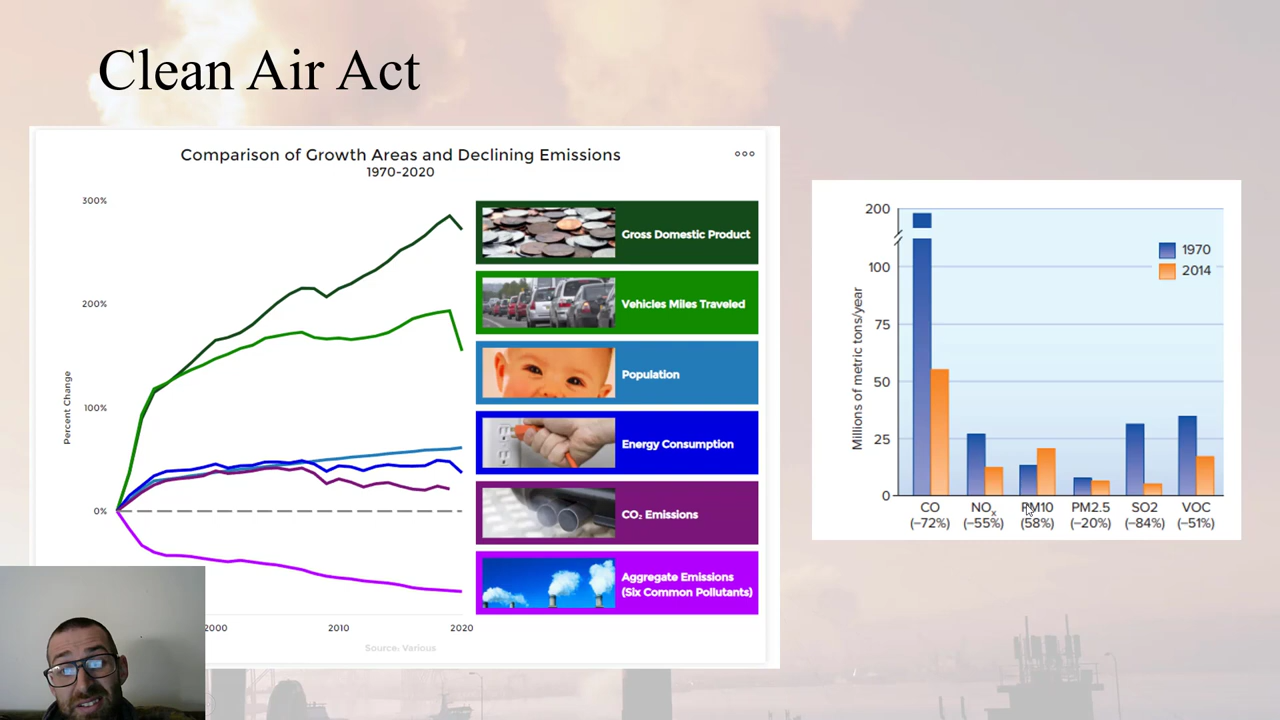 Clean Air Act
Comparison of Growth Areas and Declining Emissions
1970-2020
300%
200%
100%
0%
Percent Change
2000
2010
2020
Source: Various
Gross Domestic Product
Vehicles Miles Traveled
Population
Energy Consumption
CO₂ Emissions
Aggregate Emissions
(Six Common Pollutants)
200
100
75
50
25
0
Millions of metric tons/year
1970
2014
CO NOx PM10 PM2.5 SO2 VOC
(−72%) (−55%) (58%) (−20%) (−84%) (−51%)